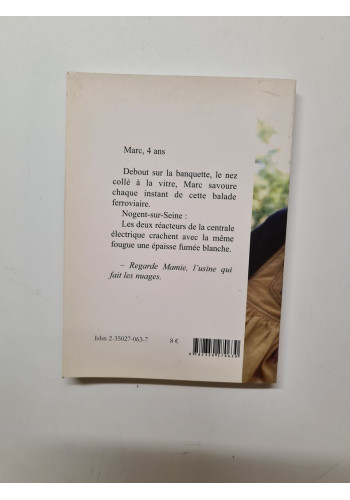 Marc, 4 ans
Debout sur la banquette, le nez
collé à la vitre, Marc savoure
chaque instant de cette balade
ferroviaire.
Nogent-sur-Seine :
Les deux réacteurs de la centrale
électrique crachent avec la même
fougue une épaisse fumée blanche.
– Regarde Mamie, l'usine qui
fait les nuages.
Isbn 2-35027-063-7
8 €